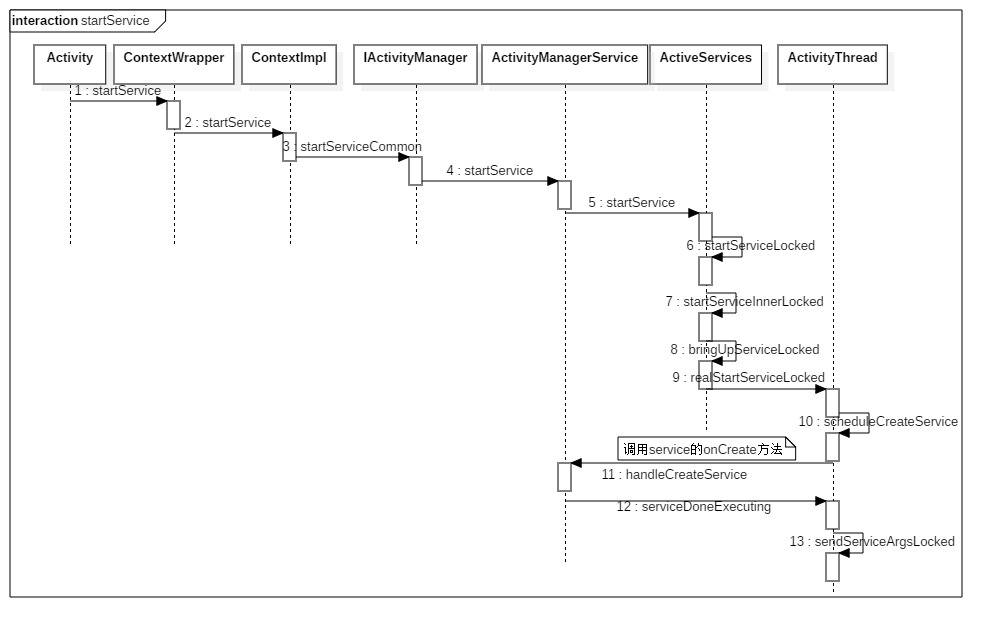 interaction startService
Activity
ContextWrapper
ContextImpl
IActivityManager
ActivityManagerService
ActiveServices
ActivityThread
1 : startService
2 : startService
3 : startServiceCommon
4 : startService
5 : startService
6 : startServiceLocked
7 : startServiceInnerLocked
8 : bringUpServiceLocked
9 : realStartServiceLocked
10 : scheduleCreateService
调用service的onCreate方法
11 : handleCreateService
12 : serviceDoneExecuting
13 : sendServiceArgsLocked